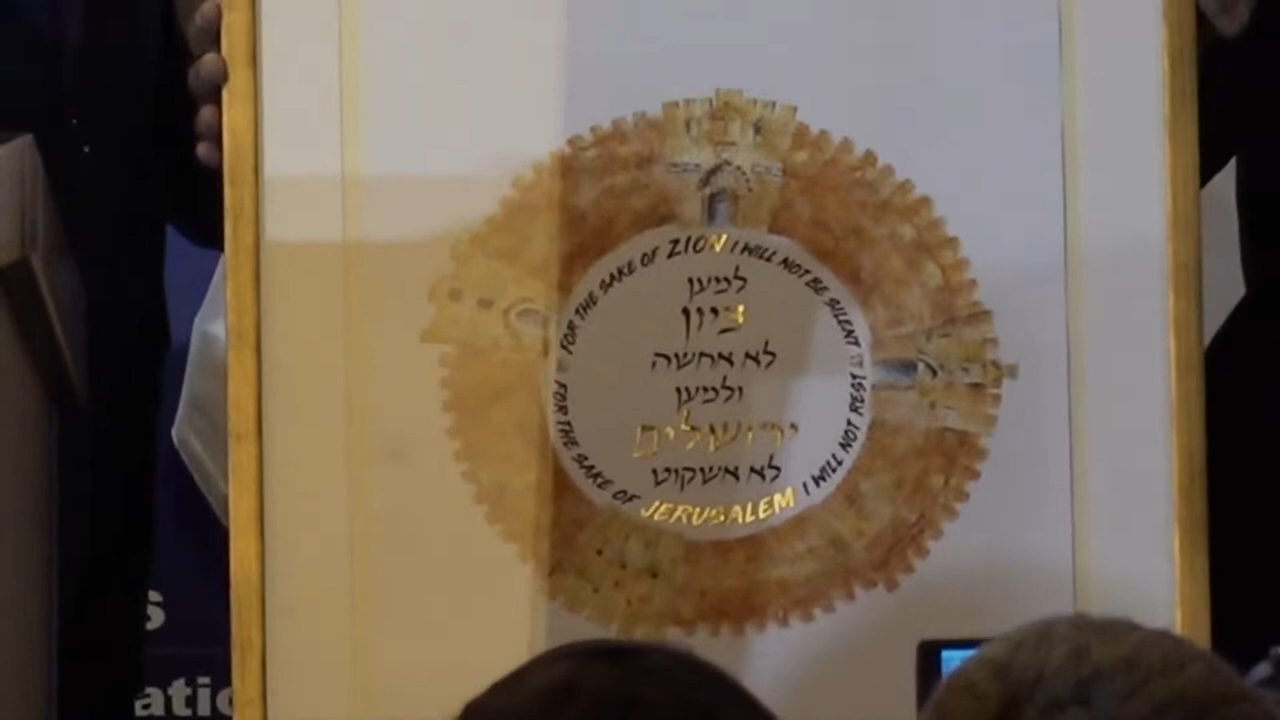 FOR THE SAKE OF ZION I WILL NOT BE SILENT
FOR THE SAKE OF JERUSALEM I WILL NOT REST
למען
ציון
לא אחשה
ולמען
ירושלים
לא אשקוט
s
atio